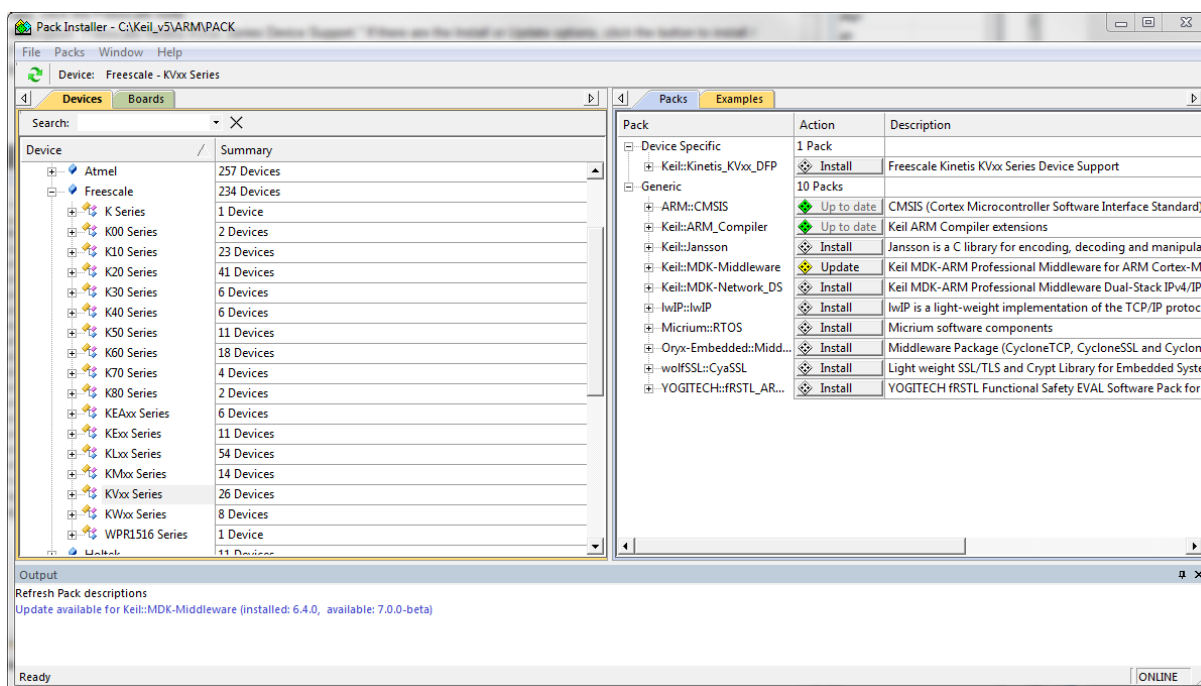 Pack Installer - C:\Keil_v5\ARM\PACK
File Packs Window Help
Device: Freescale - KVxx Series
Devices Boards
Search:
Device / Summary
Atmel 257 Devices
Freescale 234 Devices
K Series 1 Device
K00 Series 2 Devices
K10 Series 23 Devices
K20 Series 41 Devices
K30 Series 6 Devices
K40 Series 6 Devices
K50 Series 11 Devices
K60 Series 18 Devices
K70 Series 4 Devices
K80 Series 2 Devices
KEAxx Series 6 Devices
KExx Series 11 Devices
KLxx Series 54 Devices
KMxx Series 14 Devices
KVxx Series 26 Devices
KWxx Series 8 Devices
WPR1516 Series 1 Device
Holtek 11 Devices
Packs Examples
Pack Action Description
Device Specific 1 Pack
Keil::Kinetis_KVxx_DFP Install Freescale Kinetis KVxx Series Device Support
Generic 10 Packs
ARM::CMSIS Up to date CMSIS (Cortex Microcontroller Software Interface Standard)
Keil::ARM_Compiler Up to date Keil ARM Compiler extensions
Keil::Jansson Install Jansson is a C library for encoding, decoding and manipula
Keil::MDK-Middleware Update Keil MDK-ARM Professional Middleware for ARM Cortex-M
Keil::MDK-Network_DS Install Keil MDK-ARM Professional Middleware Dual-Stack IPv4/IP
lwIP::lwIP Install lwIP is a light-weight implementation of the TCP/IP protoc
Micrium::RTOS Install Micrium software components
Oryx-Embedded::Midd... Install Middleware Package (CycloneTCP, CycloneSSL and Cyclon
wolfSSL::CyaSSL Install Light weight SSL/TLS and Crypt Library for Embedded Syste
YOGITECH::fRSTL_AR... Install YOGITECH fRSTL Functional Safety EVAL Software Pack for
Output
Refresh Pack descriptions
Update available for Keil::MDK-Middleware (installed: 6.4.0, available: 7.0.0-beta)
Ready ONLINE